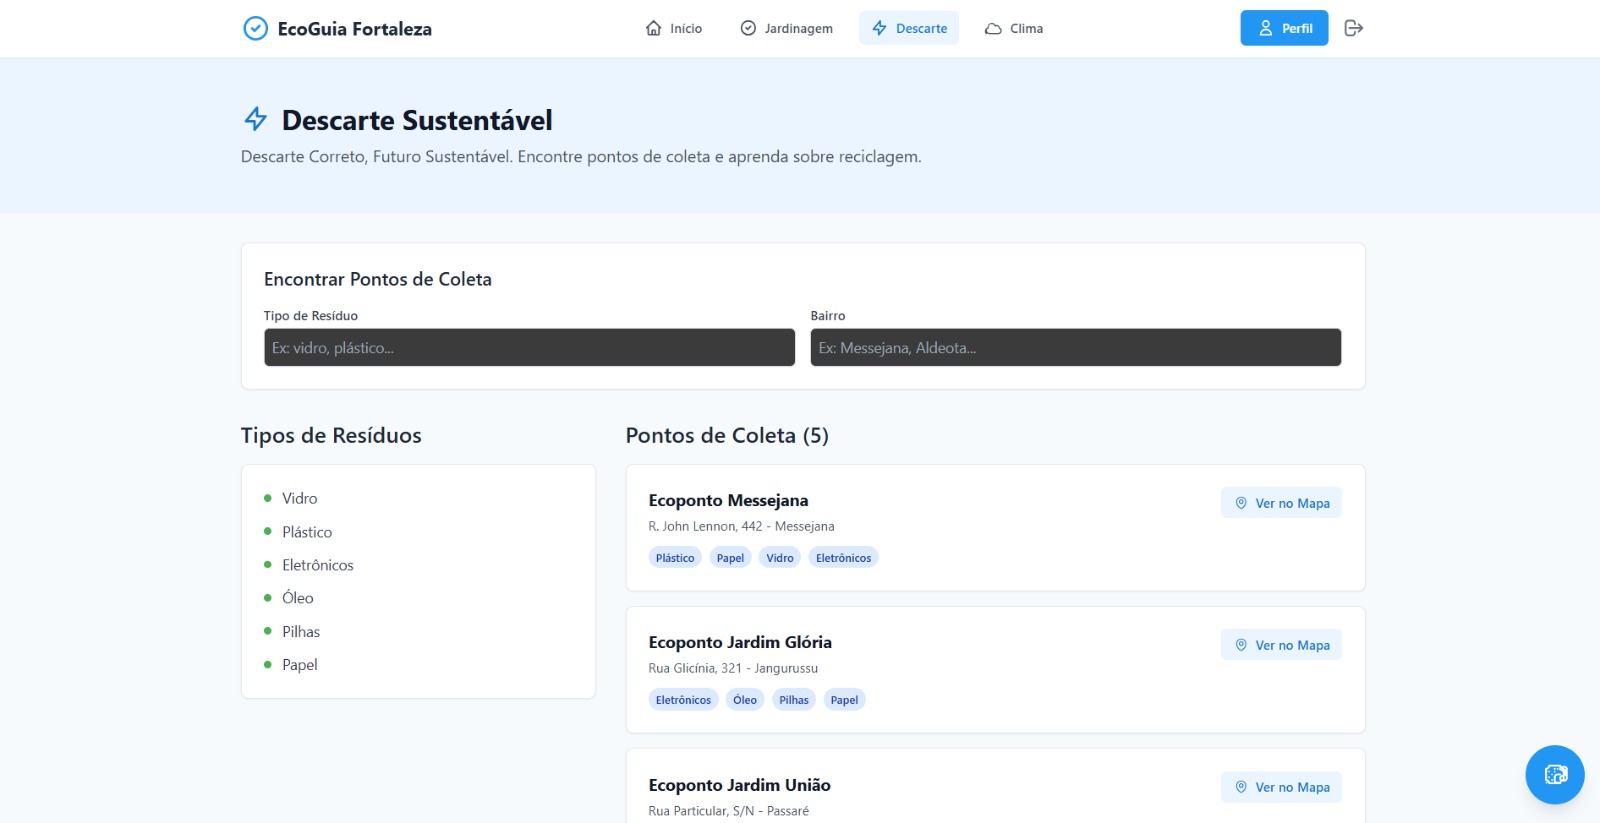 EcoGuia Fortaleza
Início
Jardinagem
Descarte
Clima
Perfil
Descarte Sustentável
Descarte Correto, Futuro Sustentável. Encontre pontos de coleta e aprenda sobre reciclagem.
Encontrar Pontos de Coleta
Tipo de Resíduo
Bairro
Ex: vidro, plástico...
Ex: Messejana, Aldeota...
Tipos de Resíduos
Vidro
Plástico
Eletrônicos
Óleo
Pilhas
Papel
Pontos de Coleta (5)
Ecoponto Messejana
Ver no Mapa
R. John Lennon, 442 - Messejana
Plástico Papel Vidro Eletrônicos
Ecoponto Jardim Glória
Ver no Mapa
Rua Glicínia, 321 - Jangurussu
Eletrônicos Óleo Pilhas Papel
Ecoponto Jardim União
Ver no Mapa
Rua Particular, S/N - Passaré